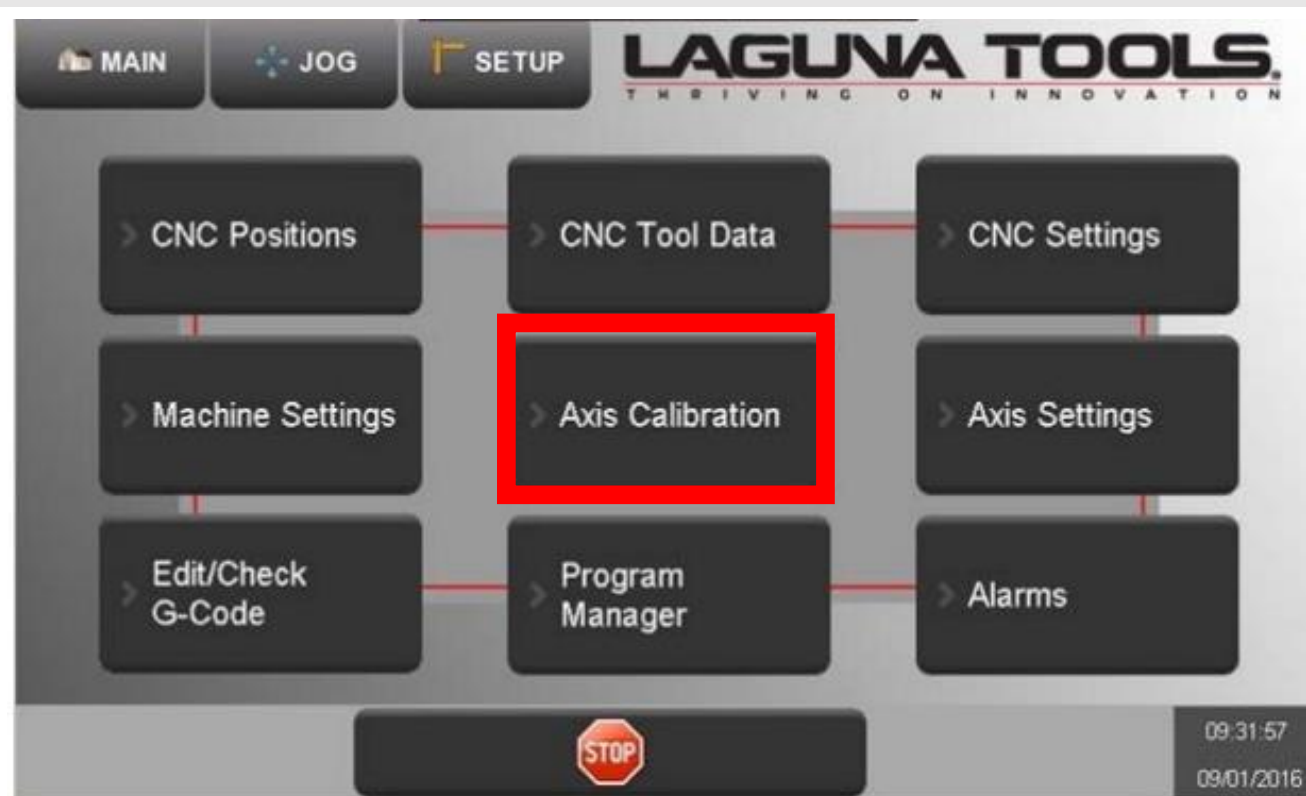 MAIN
JOG
SETUP
LAGUNA TOOLS
THRIVING ON INNOVATION
CNC Positions
CNC Tool Data
CNC Settings
Machine Settings
Axis Calibration
Axis Settings
Edit/Check
G-Code
Program
Manager
Alarms
STOP
09:31:57
09/01/2016